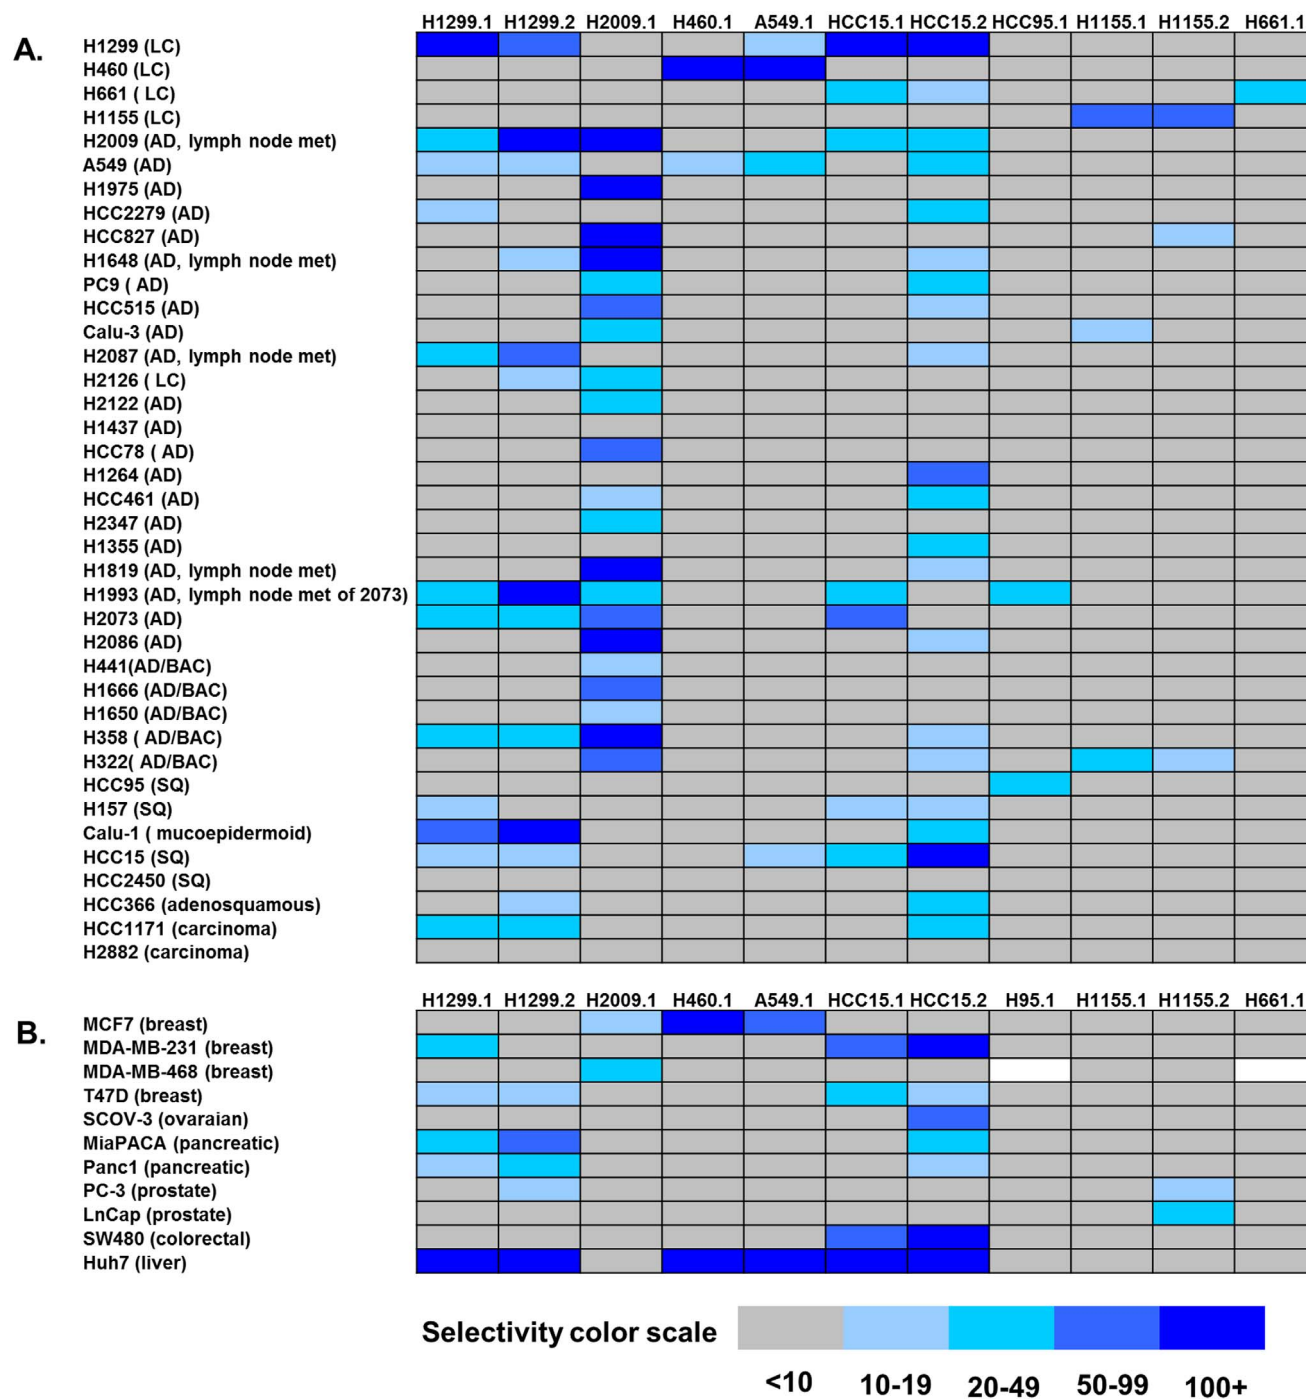 H1299.1 H1299.2 H2009.1 H460.1 A549.1 HCC15.1 HCC15.2 HCC95.1 H1155.1 H1155.2 H661.1
A.
H1299 (LC)
H460 (LC)
H661 ( LC)
H1155 (LC)
H2009 (AD, lymph node met)
A549 (AD)
H1975 (AD)
HCC2279 (AD)
HCC827 (AD)
H1648 (AD, lymph node met)
PC9 ( AD)
HCC515 (AD)
Calu-3 (AD)
H2087 (AD, lymph node met)
H2126 ( LC)
H2122 (AD)
H1437 (AD)
HCC78 ( AD)
H1264 (AD)
HCC461 (AD)
H2347 (AD)
H1355 (AD)
H1819 (AD, lymph node met)
H1993 (AD, lymph node met of 2073)
H2073 (AD)
H2086 (AD)
H441(AD/BAC)
H1666 (AD/BAC)
H1650 (AD/BAC)
H358 ( AD/BAC)
H322( AD/BAC)
HCC95 (SQ)
H157 (SQ)
Calu-1 ( mucoepidermoid)
HCC15 (SQ)
HCC2450 (SQ)
HCC366 (adenosquamous)
HCC1171 (carcinoma)
H2882 (carcinoma)
H1299.1 H1299.2 H2009.1 H460.1 A549.1 HCC15.1 HCC15.2 H95.1 H1155.1 H1155.2 H661.1
B.
MCF7 (breast)
MDA-MB-231 (breast)
MDA-MB-468 (breast)
T47D (breast)
SCOV-3 (ovaraian)
MiaPACA (pancreatic)
Panc1 (pancreatic)
PC-3 (prostate)
LnCap (prostate)
SW480 (colorectal)
Huh7 (liver)
Selectivity color scale
<10 10-19 20-49 50-99 100+